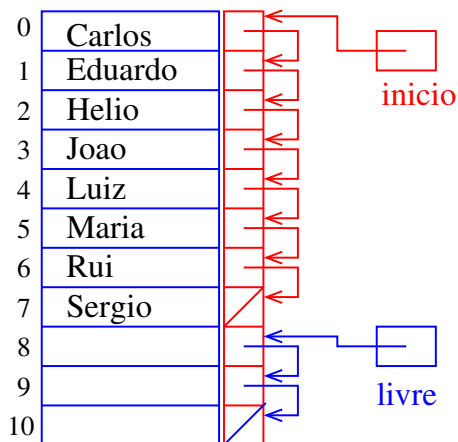 0 Carlos
1 Eduardo
inicio
2 Helio
3 Joao
4 Luiz
5 Maria
6 Rui
7 Sergio
8
9
livre
10